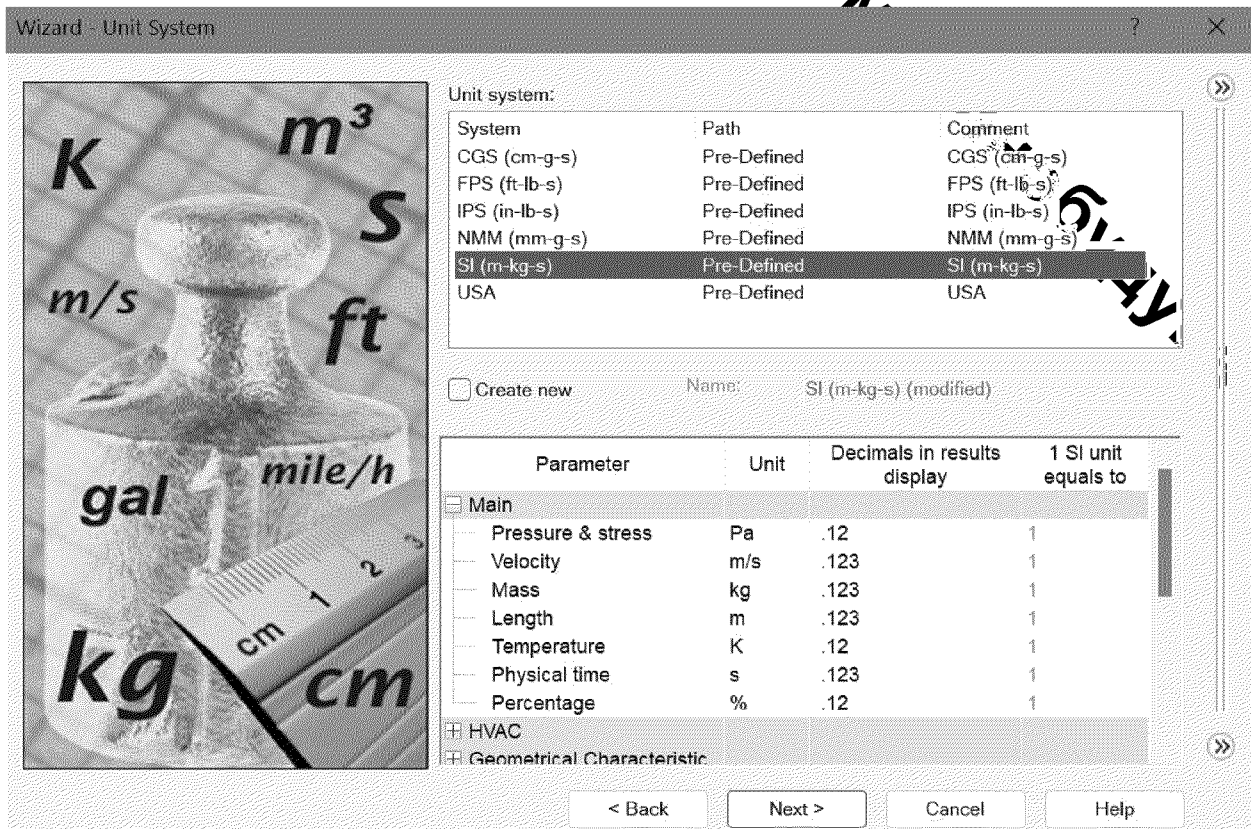 Wizard - Unit System ? ×
K
m³
S
m/s
ft
gal
mile/h
cm 1 2 3
kg
cm
Unit system:
System Path Comment
CGS (cm-g-s) Pre-Defined CGS (cm-g-s)
FPS (ft-lb-s) Pre-Defined FPS (ft-lb-s)
IPS (in-lb-s) Pre-Defined IPS (in-lb-s)
NMM (mm-g-s) Pre-Defined NMM (mm-g-s)
SI (m-kg-s) Pre-Defined SI (m-kg-s)
USA Pre-Defined USA
Create new Name: SI (m-kg-s) (modified)
Parameter Unit Decimals in results display 1 SI unit equals to
Main
Pressure & stress Pa .12 1
Velocity m/s .123 1
Mass kg .123 1
Length m .123 1
Temperature K .12 1
Physical time s .123 1
Percentage % .12 1
HVAC
Geometrical Characteristic
< Back Next > Cancel Help